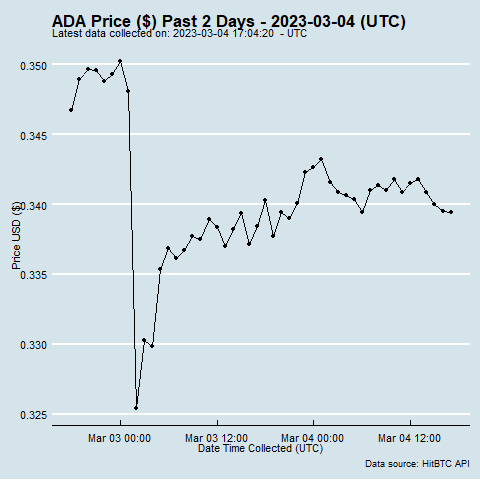 ADA Price ($) Past 2 Days - 2023-03-04 (UTC)
Latest data collected on: 2023-03-04 17:04:20 - UTC
0.350
0.345
0.340
0.335
0.330
0.325
Price USD ($)
Mar 03 00:00 Mar 03 12:00 Mar 04 00:00 Mar 04 12:00
Date Time Collected (UTC)
Data source: HitBTC API